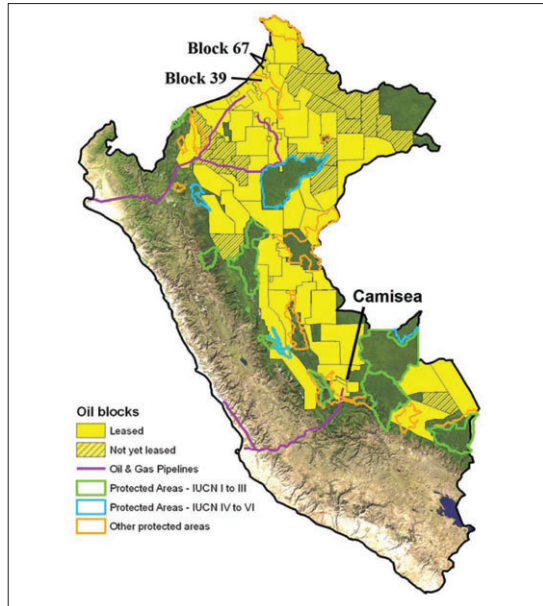 Block 67
Block 39
Camisea
Oil blocks
Leased
Not yet leased
Oil & Gas Pipelines
Protected Areas - IUCN I to III
Protected Areas - IUCN IV to VI
Other protected areas